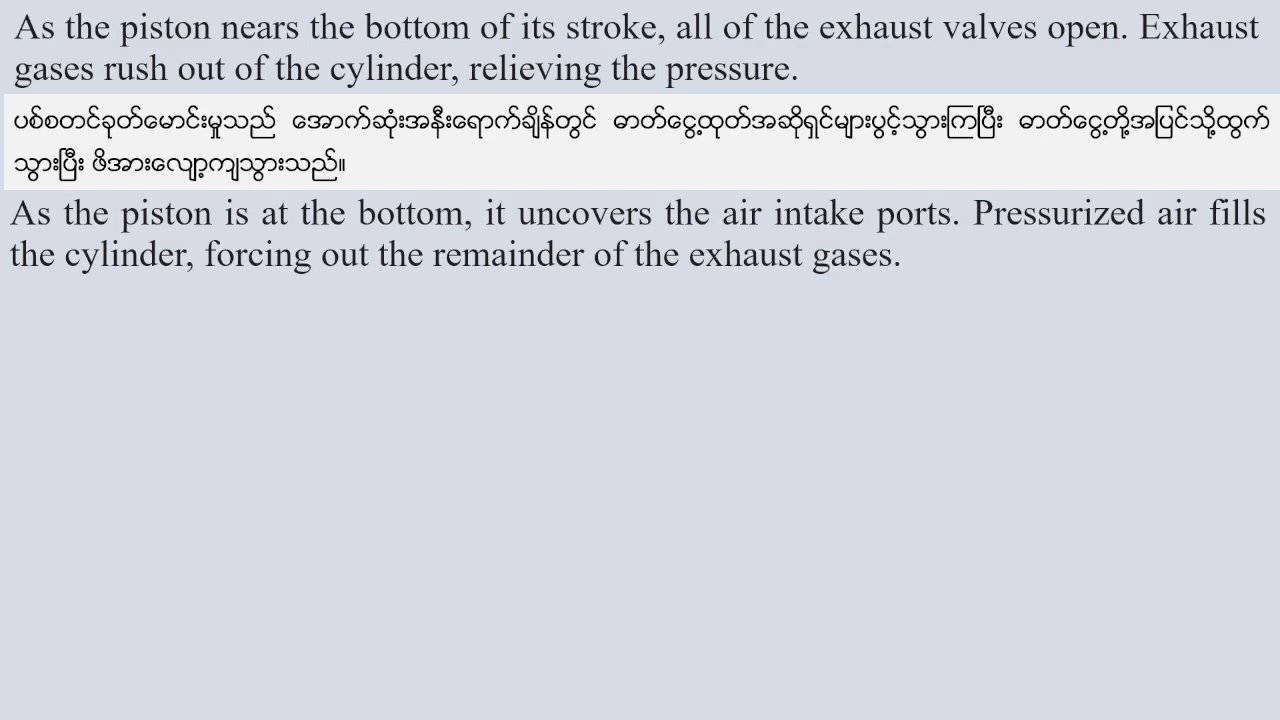 As the piston nears the bottom of its stroke, all of the exhaust valves open. Exhaust
gases rush out of the cylinder, relieving the pressure.
ပစ်စတင်ခုတ်မောင်းမှုသည် အောက်ဆုံးအနီးရောက်ချိန်တွင် ဓာတ်ငွေ့ထုတ်အဆို့ရှင်များပွင့်သွားကြပြီး ဓာတ်ငွေ့တို့အပြင်သို့ထွက်
သွားပြီး ဖိအားလျော့ကျသွားသည်။
As the piston is at the bottom, it uncovers the air intake ports. Pressurized air fills
the cylinder, forcing out the remainder of the exhaust gases.